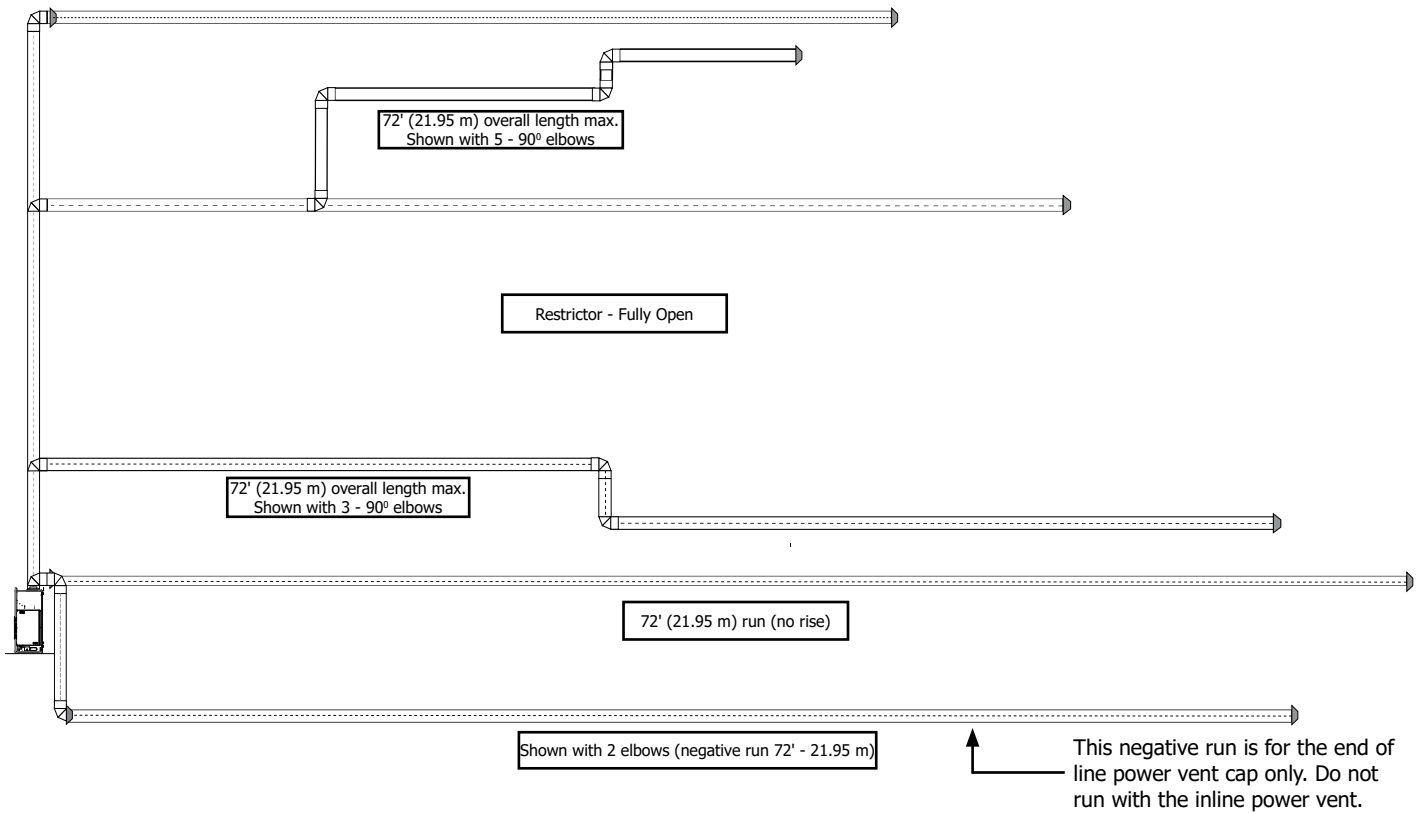 72' (21.95 m) overall length max.
Shown with 5 - 90⁰ elbows
Restrictor - Fully Open
72' (21.95 m) overall length max.
Shown with 3 - 90⁰ elbows
72' (21.95 m) run (no rise)
Shown with 2 elbows (negative run 72' - 21.95 m)
This negative run is for the end of
line power vent cap only. Do not
run with the inline power vent.